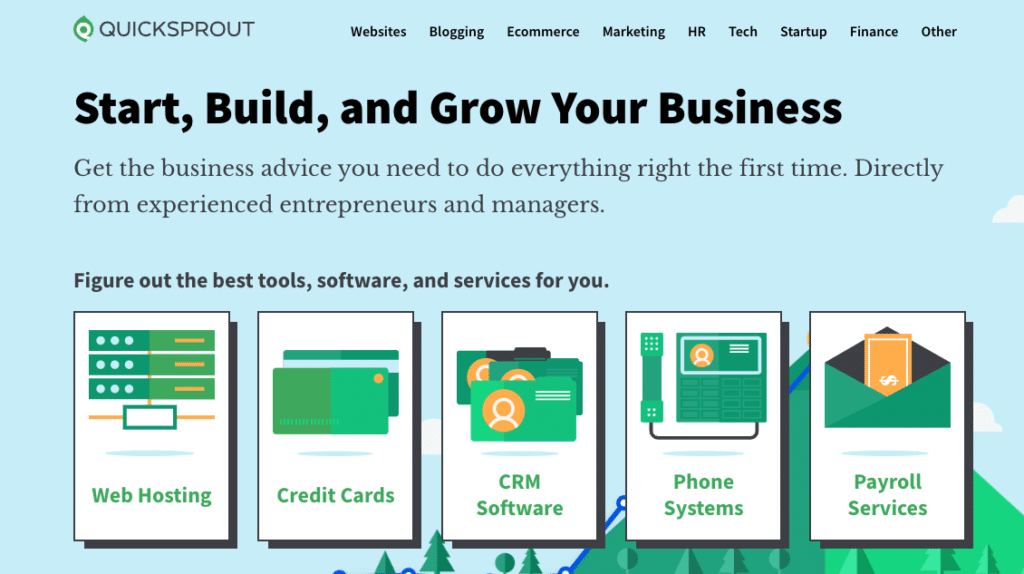 QUICKSPROUT
Websites Blogging Ecommerce Marketing HR Tech Startup Finance Other
Start, Build, and Grow Your Business
Get the business advice you need to do everything right the first time. Directly
from experienced entrepreneurs and managers.
Figure out the best tools, software, and services for you.
Web Hosting
Credit Cards
CRM
Software
Phone
Systems
$
Payroll
Services